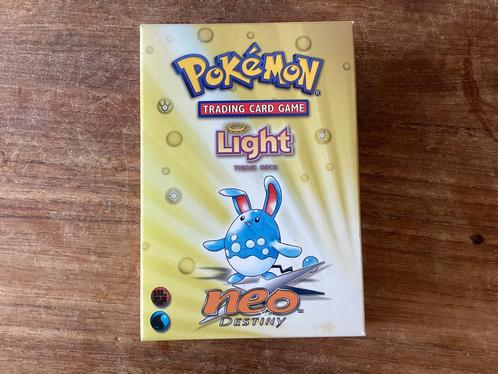 POKéMON
TRADING CARD GAME
Light
THEME DECK
neo
DESTINY